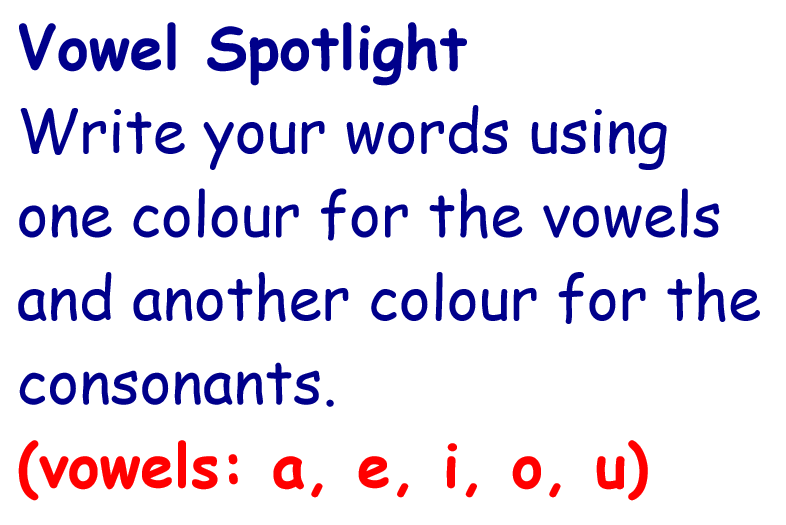 Vowel Spotlight
Write your words using
one colour for the vowels
and another colour for the
consonants.
(vowels: a, e, i, o, u)